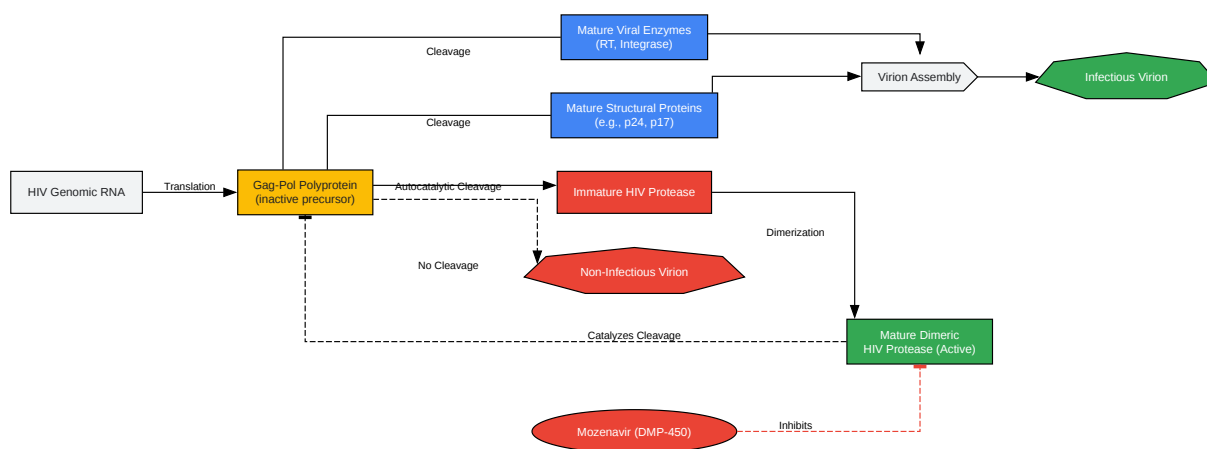 Mature Viral Enzymes
(RT, Integrase)
Cleavage
Virion Assembly
Infectious Virion
Mature Structural Proteins
(e.g., p24, p17)
Cleavage
HIV Genomic RNA
Translation
Gag-Pol Polyprotein
(inactive precursor)
Autocatalytic Cleavage
Immature HIV Protease
Dimerization
No Cleavage
Non-Infectious Virion
Catalyzes Cleavage
Mature Dimeric
HIV Protease (Active)
Mozenavir (DMP-450)
Inhibits